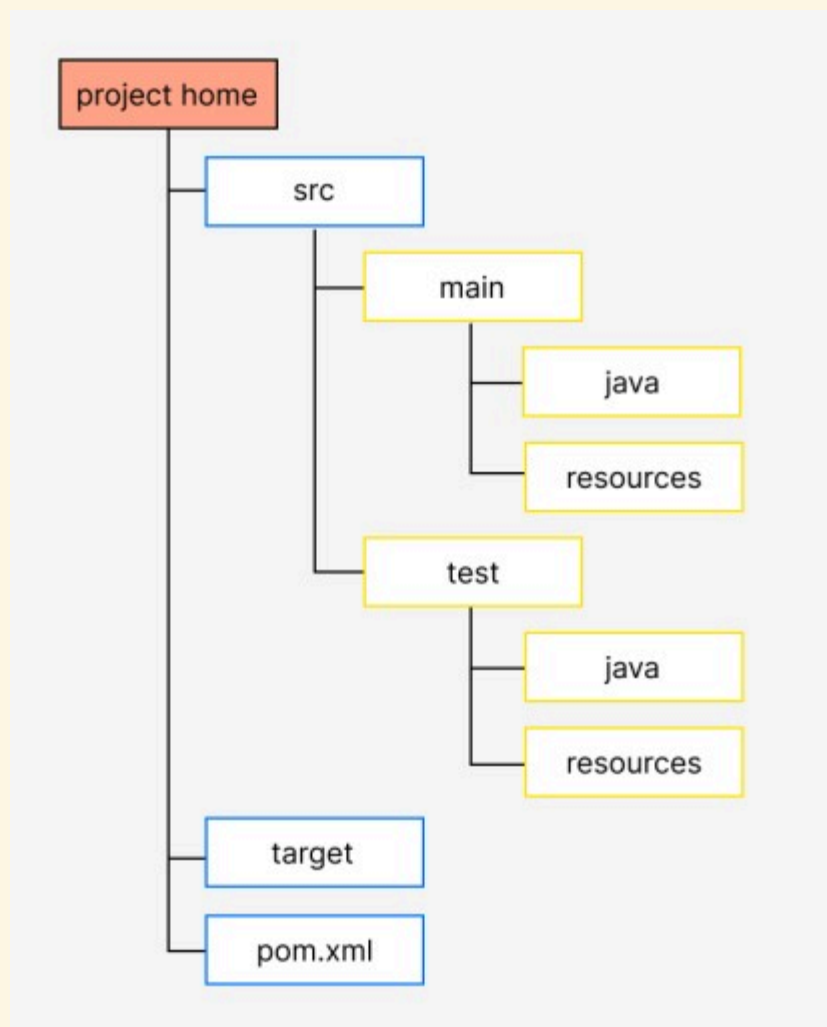 project home
src
main
java
resources
test
java
resources
target
pom.xml